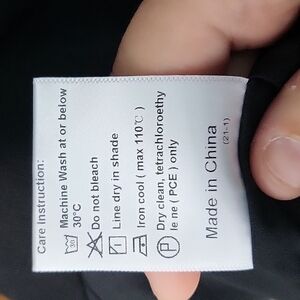 Care Instruction:
Machine Wash at or below
30°C
Do not bleach
Line dry in shade
Iron cool ( max 110℃ )
Dry clean, tetrachloroethy
le ne ( PCE ) only
Made in China
(21-1)